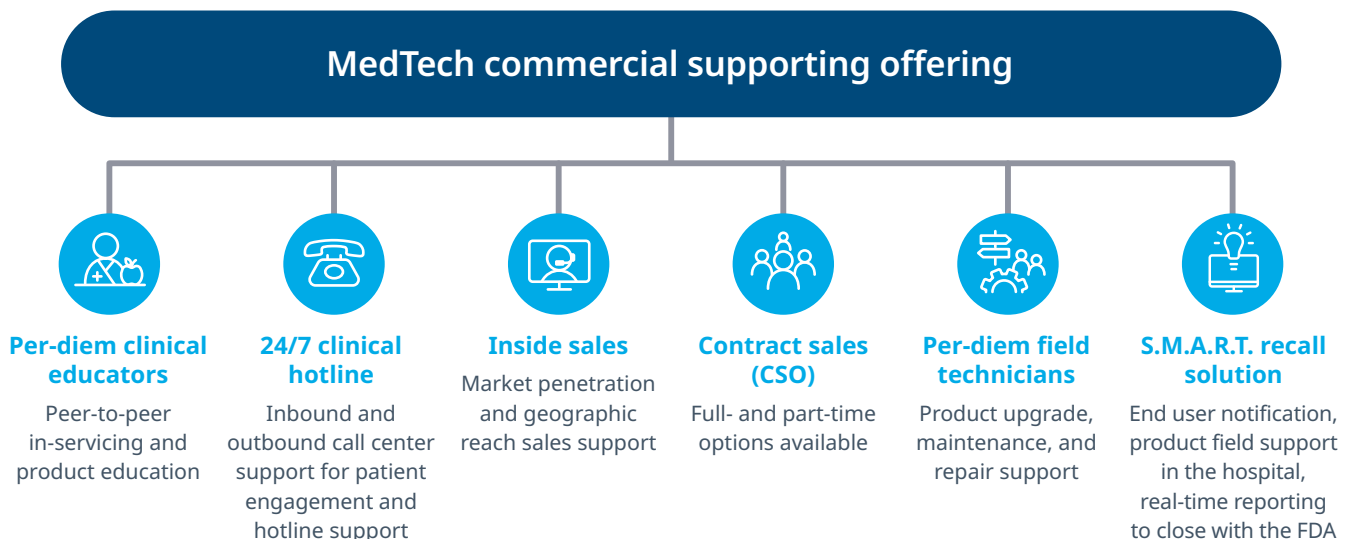 MedTech commercial supporting offering
Per-diem clinical
educators
Peer-to-peer
in-servicing and
product education
24/7 clinical
hotline
Inbound and
outbound call center
support for patient
engagement and
hotline support
Inside sales
Market penetration
and geographic
reach sales support
Contract sales
(CSO)
Full- and part-time
options available
Per-diem field
technicians
Product upgrade,
maintenance, and
repair support
S.M.A.R.T. recall
solution
End user notification,
product field support
in the hospital,
real-time reporting
to close with the FDA